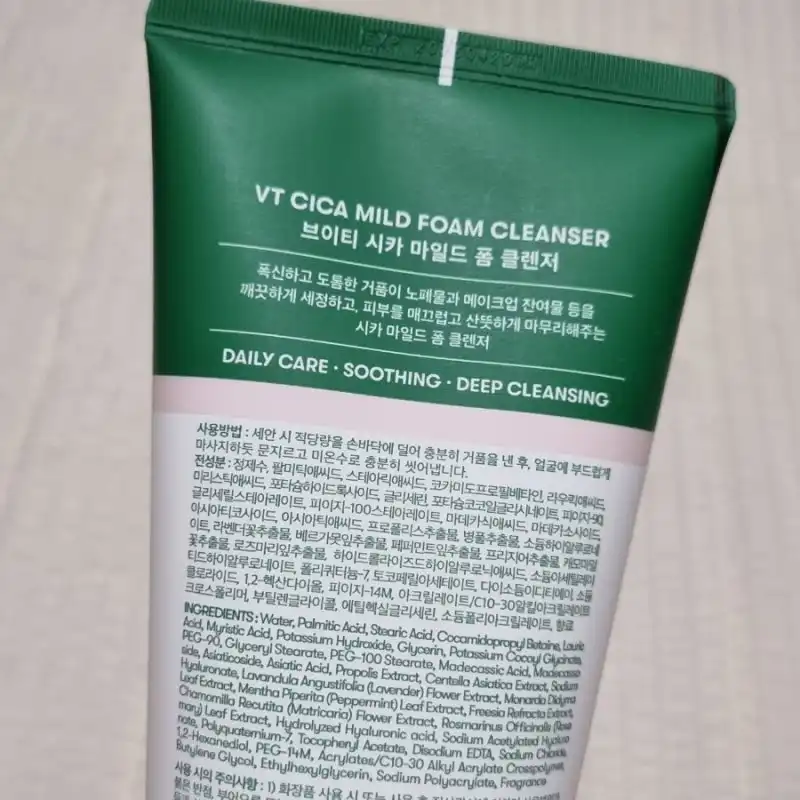 VT CICA MILD FOAM CLEANSER
브이티 시카 마일드 폼 클렌저
폭신하고 도톰한 거품이 노폐물과 메이크업 잔여물 등을
깨끗하게 세정하고, 피부를 매끄럽고 산뜻하게 마무리해주는
시카 마일드 폼 클렌저
DAILY CARE · SOOTHING · DEEP CLEANSING
사용방법 : 세안 시 적당량을 손바닥에 덜어 충분히 거품을 낸 후, 얼굴에 부드럽게
마사지하듯 문지르고 미온수로 충분히 씻어냅니다.
전성분 : 정제수, 팔미틱애씨드, 스테아릭애씨드, 코카미도프로필베타인, 라우릭애씨드,
미리스틱애씨드, 포타슘하이드록사이드, 글리세린, 포타슘코코일글리시네이트, 피이지-90,
글리세릴스테아레이트, 피이지-100스테아레이트, 마데카식애씨드, 마데카소사이드,
아시아티코사이드, 아시아틱애씨드, 프로폴리스추출물, 병풀추출물, 소듐하이알루로네
이트, 라벤더꽃추출물, 베르가못잎추출물, 페퍼민트잎추출물, 프리지어추출물, 캐모마일
꽃추출물, 로즈마리잎추출물, 하이드롤라이즈드하이알루로닉애씨드, 소듐아세틸레이
티드하이알루로네이트, 폴리쿼터늄-7, 토코페릴아세테이트, 다이소듐이디티에이, 소듐
클로라이드, 1,2-헥산다이올, 피이지-14M, 아크릴레이트/C10-30알킬아크릴레이트
크로스폴리머, 부틸렌글라이콜, 에틸헥실글리세린, 소듐폴리아크릴레이트, 향료
INGREDIENTS : Water, Palmitic Acid, Stearic Acid, Cocamidopropyl Betaine, Lauric
Acid, Myristic Acid, Potassium Hydroxide, Glycerin, Potassium Cocoyl Glycinate,
PEG-90, Glyceryl Stearate, PEG-100 Stearate, Madecassic Acid, Madecasso
side, Asiaticoside, Asiatic Acid, Propolis Extract, Centella Asiatica Extract, Sodium
Hyaluronate, Lavandula Angustifolia (Lavender) Flower Extract, Monarda Didyma
Leaf Extract, Mentha Piperita (Peppermint) Leaf Extract, Freesia Refracta Extract,
Chamomilla Recutita (Matricaria) Flower Extract, Rosmarinus Officinalis (Rose
mary) Leaf Extract, Hydrolyzed Hyaluronic acid, Sodium Acetylated Hyaluro
nate, Polyquaternium-7, Tocopheryl Acetate, Disodium EDTA, Sodium Chloride,
1,2-Hexanediol, PEG-14M, Acrylates/C10-30 Alkyl Acrylate Crosspolymer,
Butylene Glycol, Ethylhexylglycerin, Sodium Polyacrylate, Fragrance
사용 시의 주의사항 : 1) 화장품 사용 시 또는 사용 후